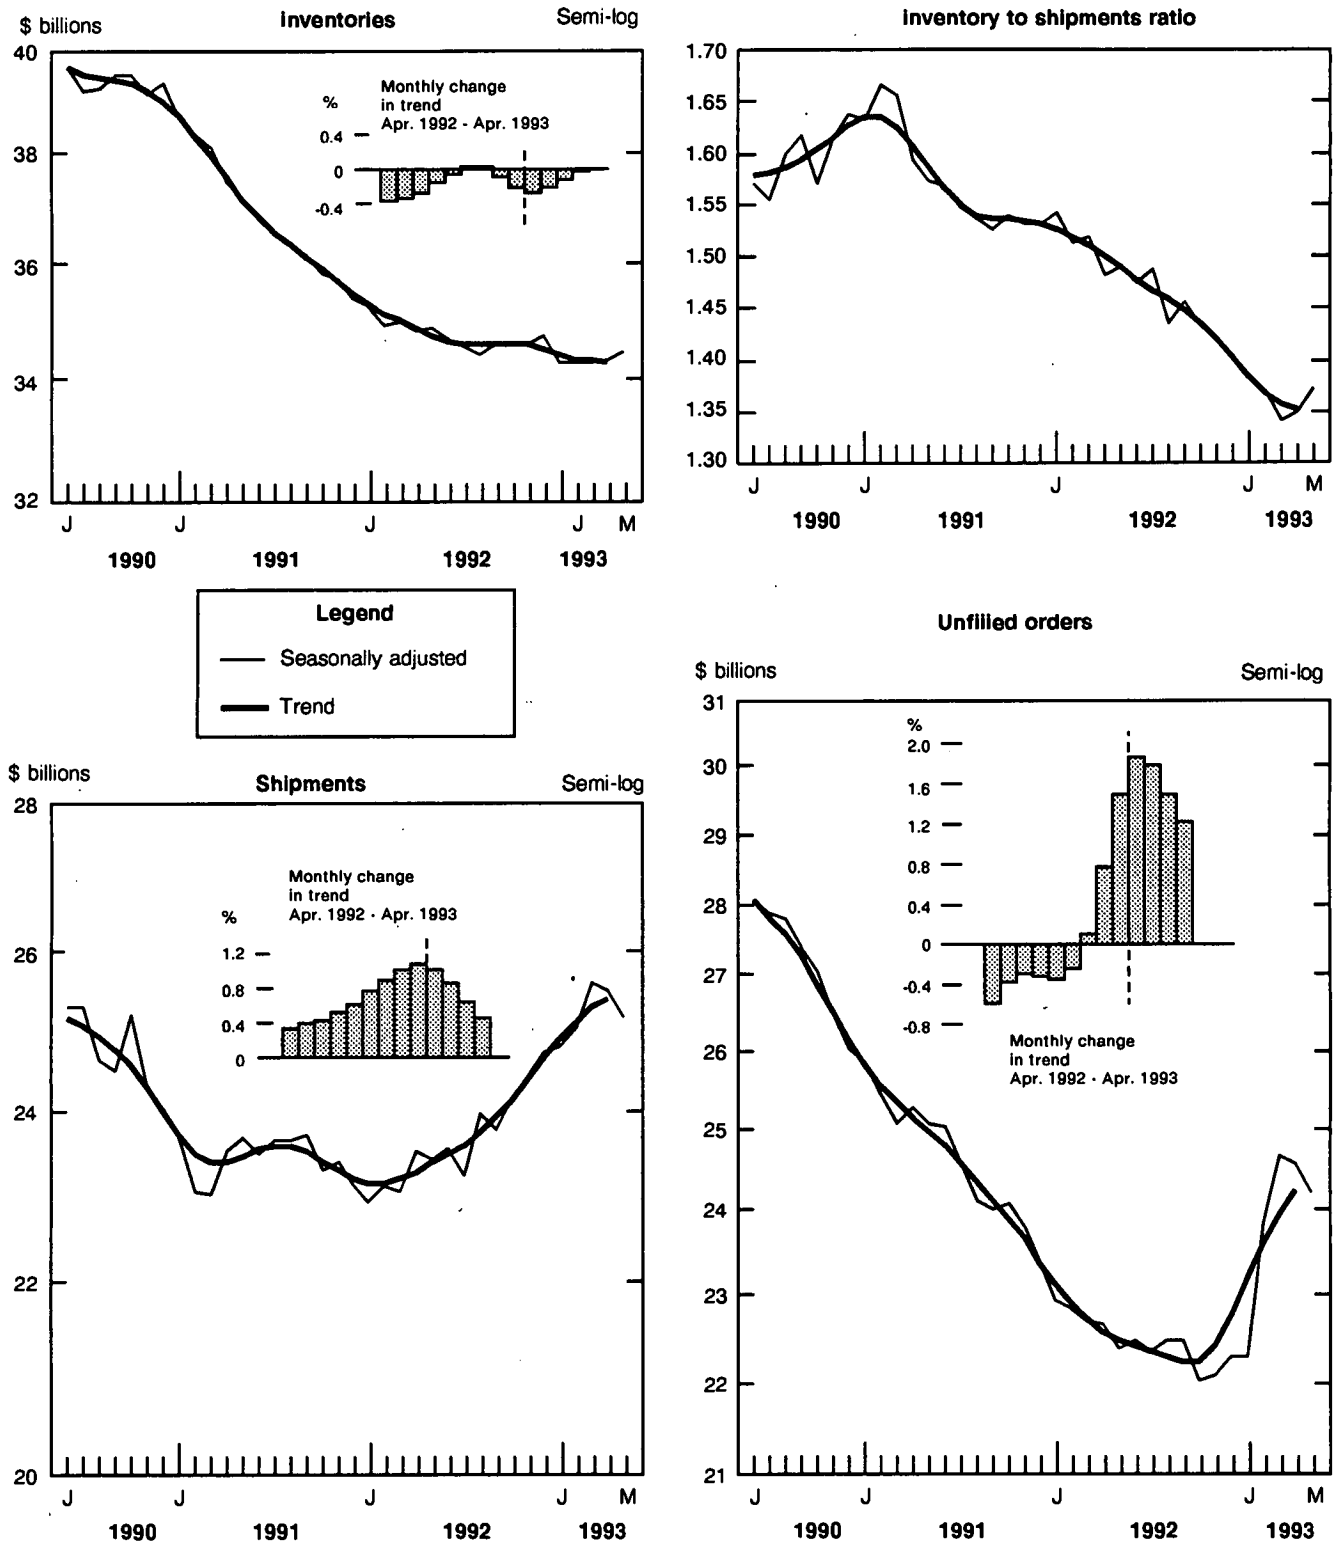 inventories
$ billions
Semi-log
40
38
36
34
32
Monthly change
in trend
Apr. 1992 - Apr. 1993
%
0.4
0
-0.4
J J J J M
1990 1991 1992 1993
inventory to shipments ratio
1.70
1.65
1.60
1.55
1.50
1.45
1.40
1.35
1.30
J J J J M
1990 1991 1992 1993
Legend
Seasonally adjusted
Trend
Shipments
$ billions
Semi-log
28
26
24
22
20
Monthly change
in trend
Apr. 1992 - Apr. 1993
%
1.2
0.8
0.4
0
J J J J M
1990 1991 1992 1993
Unfilled orders
$ billions
Semi-log
31
30
29
28
27
26
25
24
23
22
21
%
2.0
1.6
1.2
0.8
0.4
0
-0.4
-0.8
Monthly change
in trend
Apr. 1992 - Apr. 1993
J J J J M
1990 1991 1992 1993